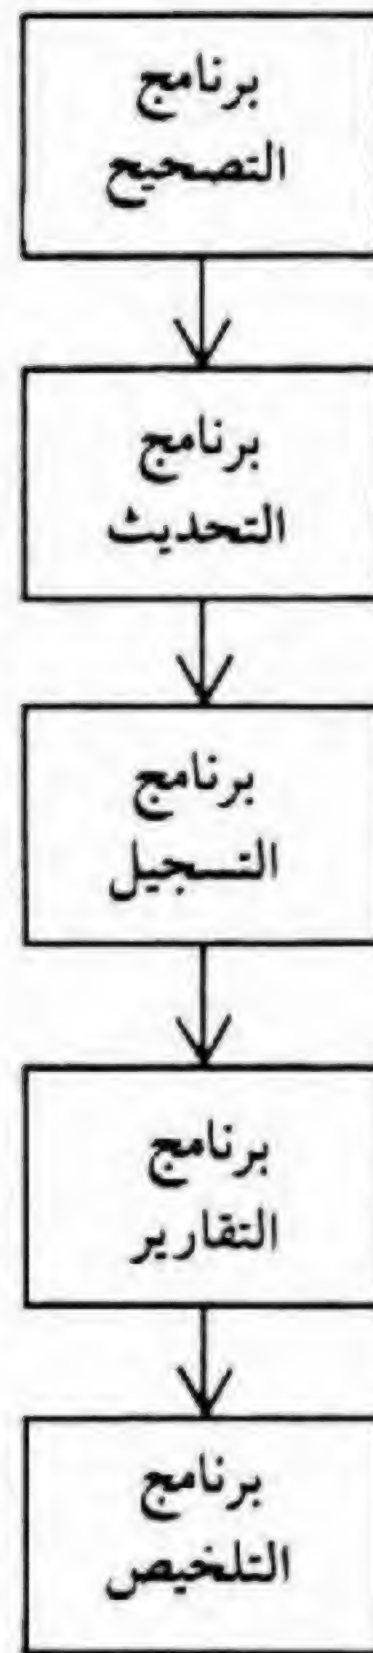 برنامج
التصحيح
برنامج
التحديث
برنامج
التسجيل
برنامج
التقارير
برنامج
التلخيص